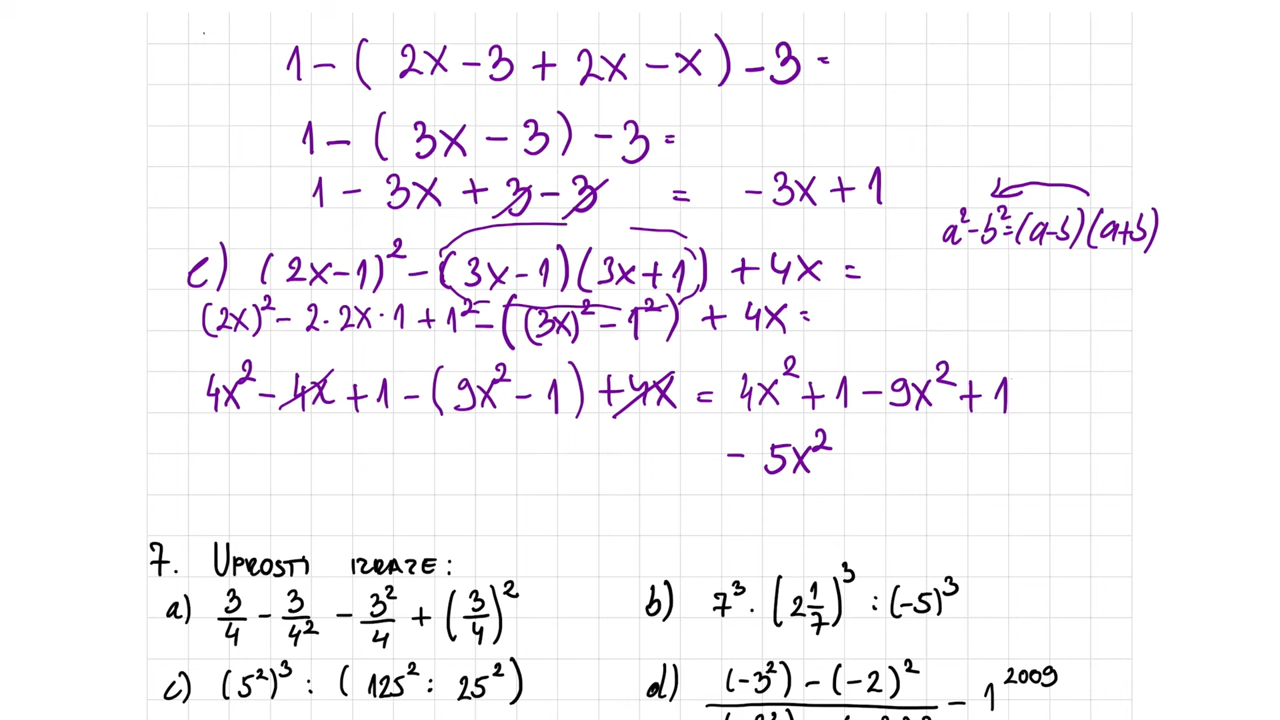 1 - ( 2x - 3 + 2x - x ) - 3 =
1 - ( 3x - 3 ) - 3 =
1 - 3x + 3 - 3 = - 3x + 1
a² - b² = (a-b)(a+b)
c) (2x-1)² - (3x-1)(3x+1) + 4x =
(2x)² - 2·2x·1 + 1² - ((3x)² - 1²) + 4x =
4x² - 4x + 1 - (9x² - 1) + 4x = 4x² + 1 - 9x² + 1
- 5x²
7. UPROSTI IZRAZE:
a) 3/4 - 3/4² - 3²/4 + (3/4)²
b) 7³ · (2 1/7)³ : (-5)³
c) (5²)³ : ( 125² : 25² )
d) (-3²) - (-2)² - 1²⁰⁰⁹